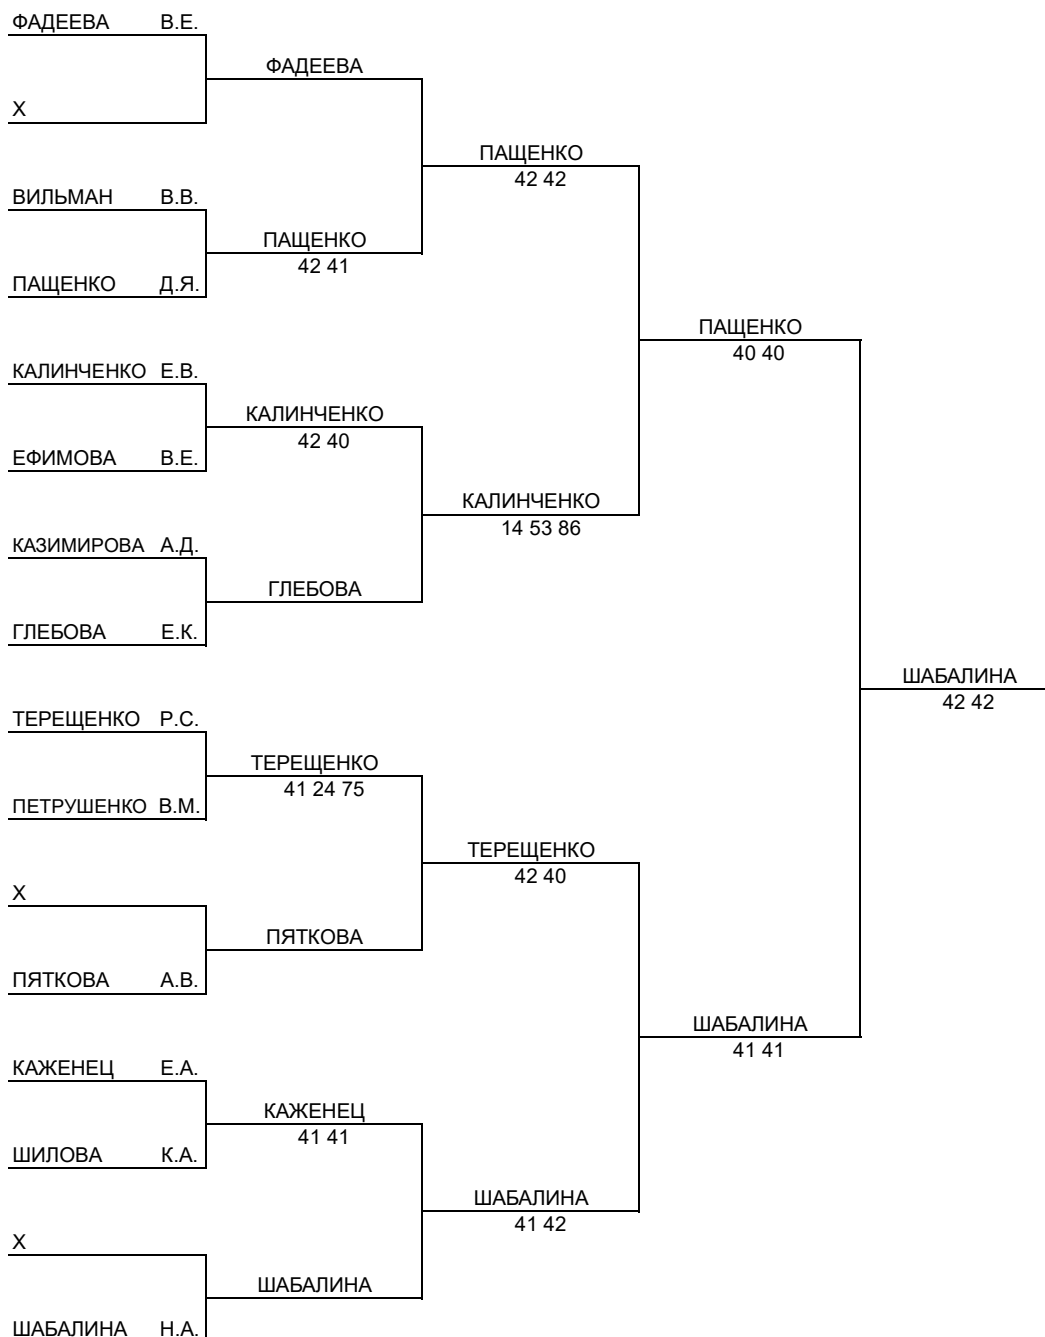 ФАДЕЕВА В.Е.
ФАДЕЕВА
Х
ПАЩЕНКО
42 42
ВИЛЬМАН В.В.
ПАЩЕНКО
42 41
ПАЩЕНКО Д.Я.
ПАЩЕНКО
40 40
КАЛИНЧЕНКО Е.В.
КАЛИНЧЕНКО
42 40
ЕФИМОВА В.Е.
КАЛИНЧЕНКО
14 53 86
КАЗИМИРОВА А.Д.
ГЛЕБОВА
ГЛЕБОВА Е.К.
ШАБАЛИНА
42 42
ТЕРЕЩЕНКО Р.С.
ТЕРЕЩЕНКО
41 24 75
ПЕТРУШЕНКО В.М.
ТЕРЕЩЕНКО
42 40
Х
ПЯТКОВА
ПЯТКОВА А.В.
ШАБАЛИНА
41 41
КАЖЕНЕЦ Е.А.
КАЖЕНЕЦ
41 41
ШИЛОВА К.А.
ШАБАЛИНА
41 42
Х
ШАБАЛИНА
ШАБАЛИНА Н.А.